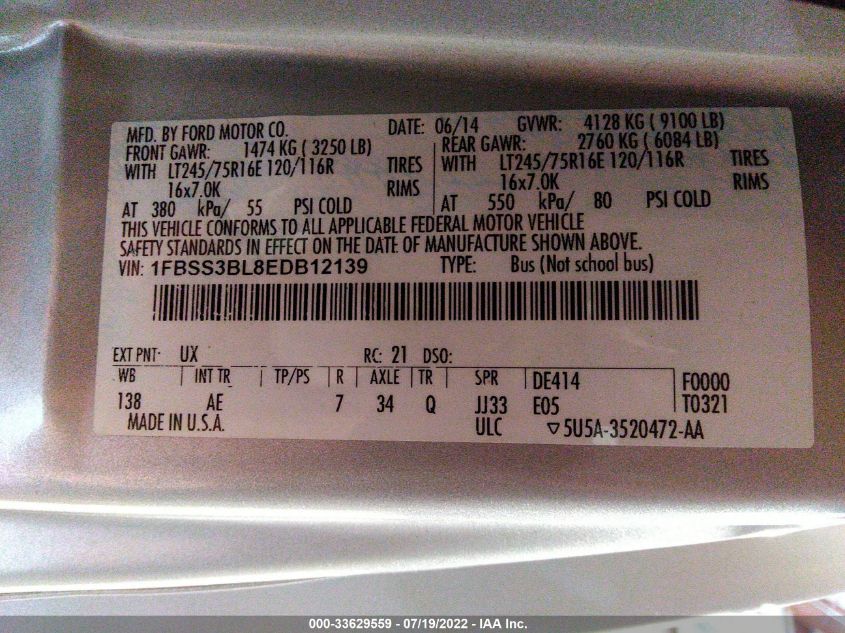 MFD. BY FORD MOTOR CO. DATE: 06/14 GVWR: 4128 KG ( 9100 LB)
FRONT GAWR: 1474 KG ( 3250 LB) REAR GAWR: 2760 KG ( 6084 LB)
WITH LT245/75R16E 120/116R TIRES WITH LT245/75R16E 120/116R TIRES
16x7.0K RIMS 16x7.0K RIMS
AT 380 kPa/ 55 PSI COLD AT 550 kPa/ 80 PSI COLD
THIS VEHICLE CONFORMS TO ALL APPLICABLE FEDERAL MOTOR VEHICLE
SAFETY STANDARDS IN EFFECT ON THE DATE OF MANUFACTURE SHOWN ABOVE.
VIN: 1FBSS3BL8EDB12139 TYPE: Bus (Not school bus)
EXT PNT: UX RC: 21 DSO:
WB INT TR TP/PS R AXLE TR SPR DE414 F0000
138 AE 7 34 Q JJ33 E05 T0321
MADE IN U.S.A. ULC ▽5U5A-3520472-AA
000-33629559 - 07/19/2022 - IAA Inc.